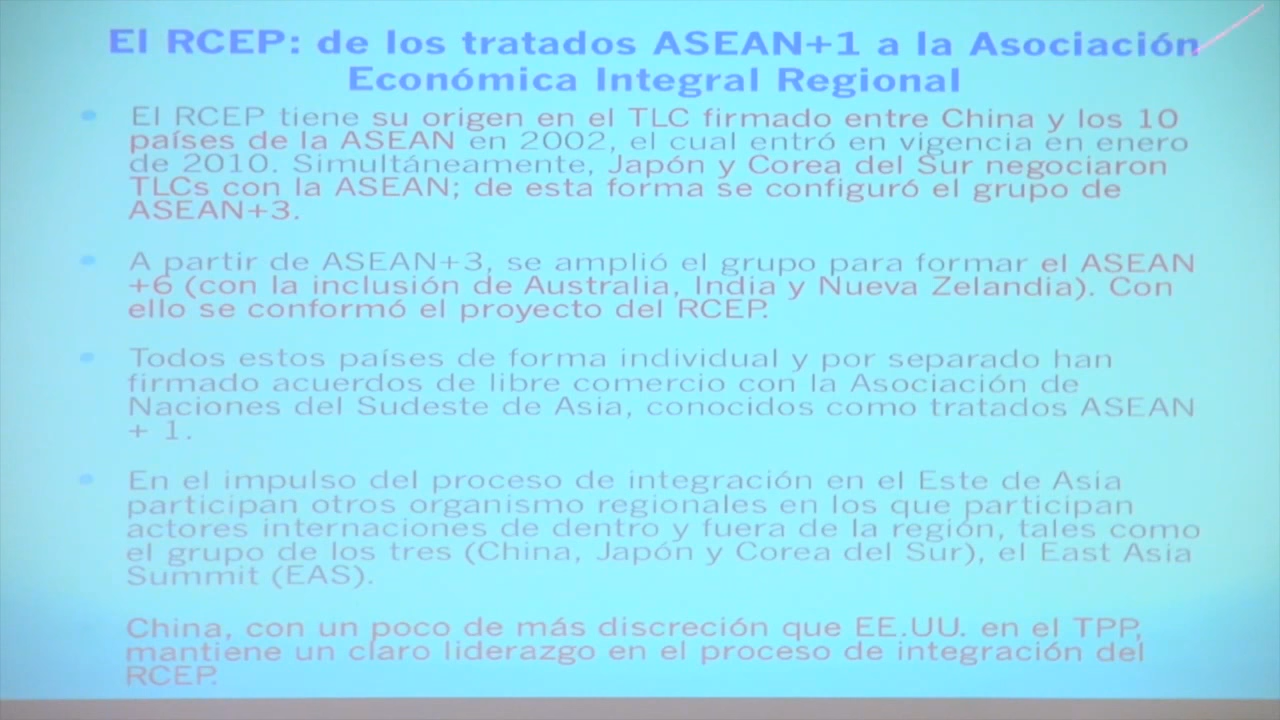 El RCEP: de los tratados ASEAN+1 a la Asociación
Económica Integral Regional
El RCEP tiene su origen en el TLC firmado entre China y los 10
países de la ASEAN en 2002, el cual entró en vigencia en enero
de 2010. Simultáneamente, Japón y Corea del Sur negociaron
TLCs con la ASEAN; de esta forma se configuró el grupo de
ASEAN+3.
A partir de ASEAN+3, se amplió el grupo para formar el ASEAN
+6 (con la inclusión de Australia, India y Nueva Zelandia). Con
ello se conformó el proyecto del RCEP.
Todos estos países de forma individual y por separado han
firmado acuerdos de libre comercio con la Asociación de
Naciones del Sudeste de Asia, conocidos como tratados ASEAN
+ 1.
En el impulso del proceso de integración en el Este de Asia
participan otros organismo regionales en los que participan
actores internaciones de dentro y fuera de la región, tales como
el grupo de los tres (China, Japón y Corea del Sur), el East Asia
Summit (EAS).
China, con un poco de más discreción que EE.UU. en el TPP,
mantiene un claro liderazgo en el proceso de integración del
RCEP.